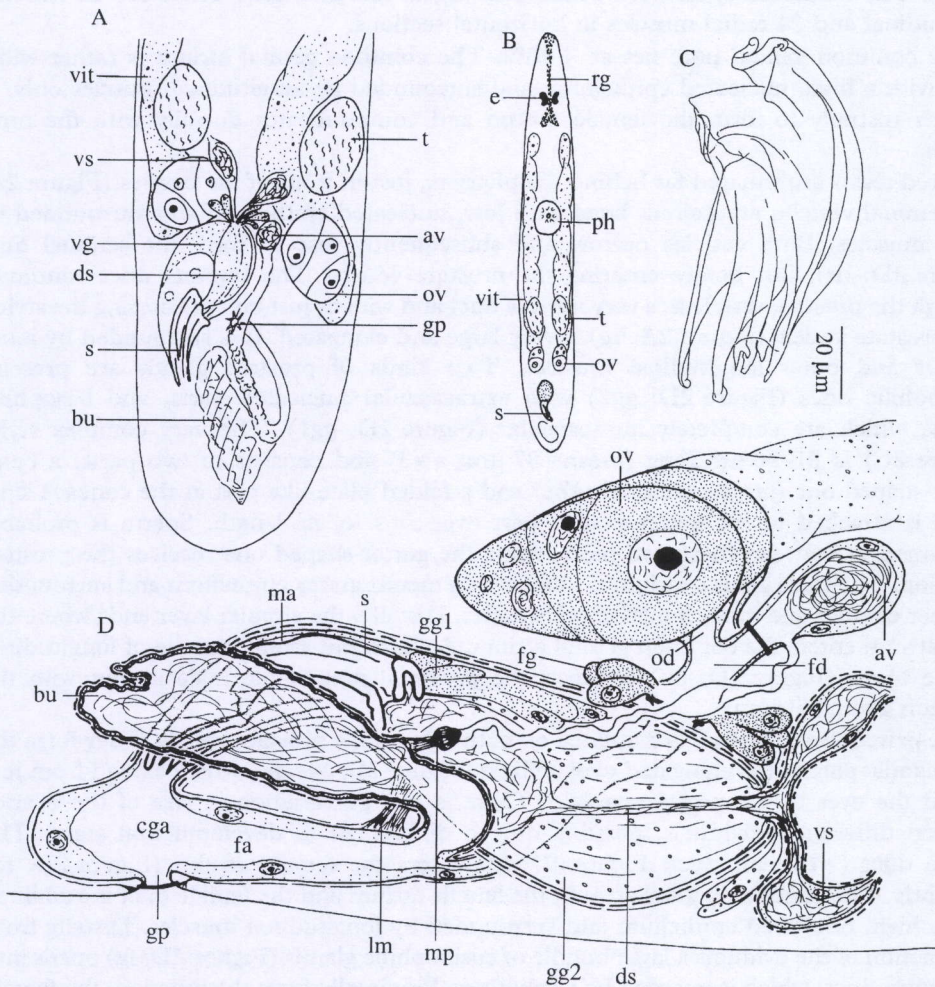 A
vit
vs
vg
ds
s
bu
t
av
ov
gp
B
rg
e
ph
vit
ov
s
C
20 µm
D
ma
gg1
fg
ov
od
fd
av
bu
cga
fa
vs
gp
lm
mp
gg2
ds